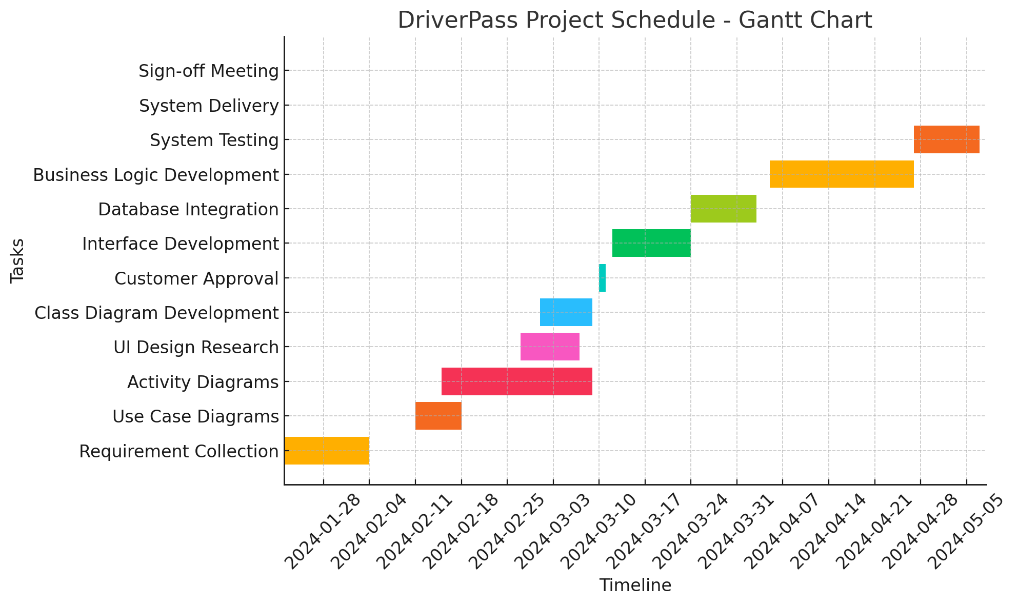 DriverPass Project Schedule - Gantt Chart
Sign-off Meeting
System Delivery
System Testing
Business Logic Development
Database Integration
Interface Development
Customer Approval
Class Diagram Development
UI Design Research
Activity Diagrams
Use Case Diagrams
Requirement Collection
Tasks
2024-01-28
2024-02-04
2024-02-11
2024-02-18
2024-02-25
2024-03-03
2024-03-10
2024-03-17
2024-03-24
2024-03-31
2024-04-07
2024-04-14
2024-04-21
2024-04-28
2024-05-05
Timeline